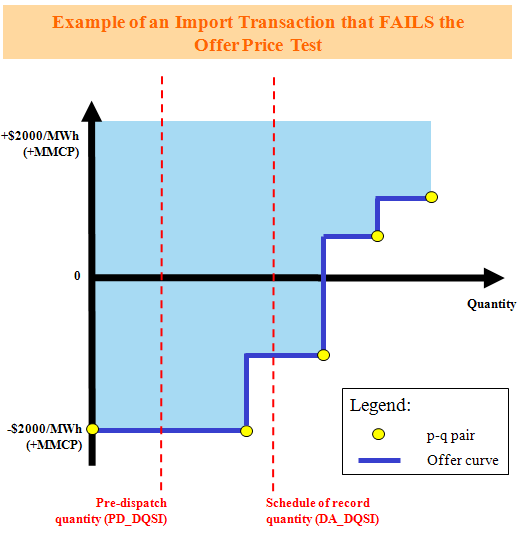 Example of an Import Transaction that FAILS the
Offer Price Test
+$2000/MWh
(+MMCP)
0
Quantity
-$2000/MWh
(+MMCP)
Legend:
p-q pair
Offer curve
Pre-dispatch
quantity (PD_DQSI)
Schedule of record
quantity (DA_DQSI)